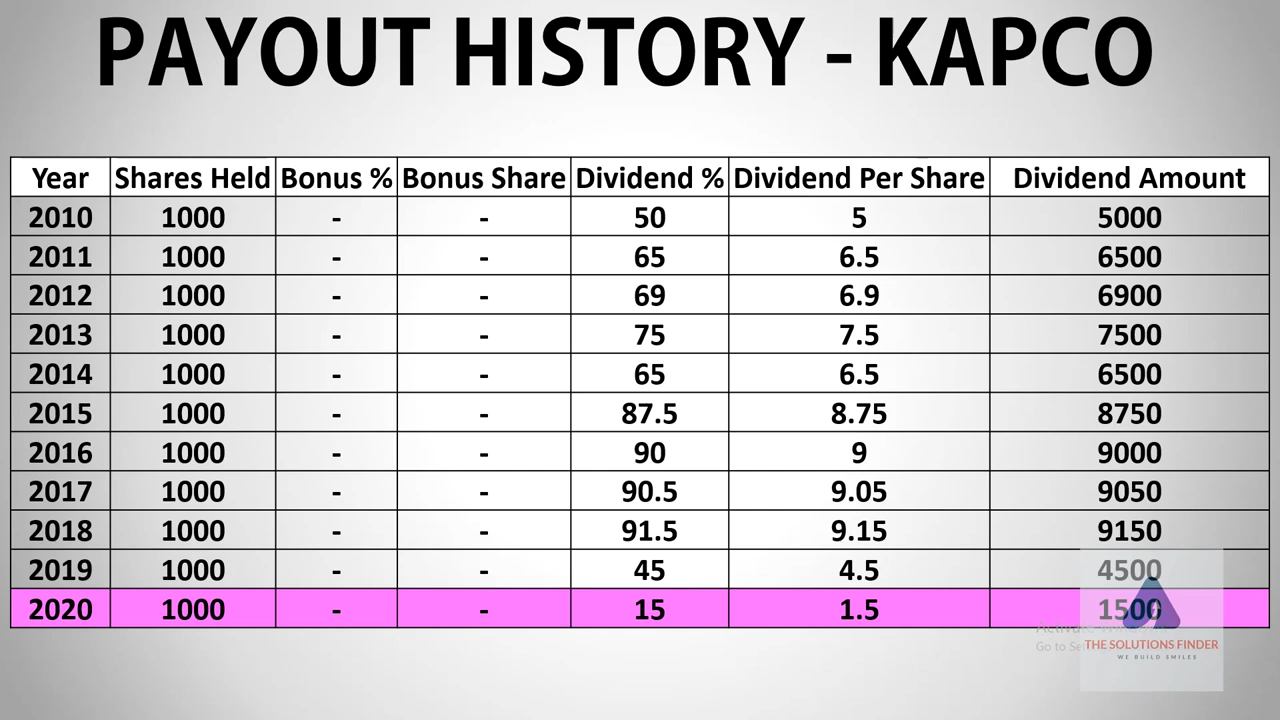 PAYOUT HISTORY - KAPCO
Year Shares Held Bonus % Bonus Share Dividend % Dividend Per Share Dividend Amount
2010 1000 - - 50 5 5000
2011 1000 - - 65 6.5 6500
2012 1000 - - 69 6.9 6900
2013 1000 - - 75 7.5 7500
2014 1000 - - 65 6.5 6500
2015 1000 - - 87.5 8.75 8750
2016 1000 - - 90 9 9000
2017 1000 - - 90.5 9.05 9050
2018 1000 - - 91.5 9.15 9150
2019 1000 - - 45 4.5 4500
2020 1000 - - 15 1.5 1500
Go to
THE SOLUTIONS FINDER
WE BUILD SMILES